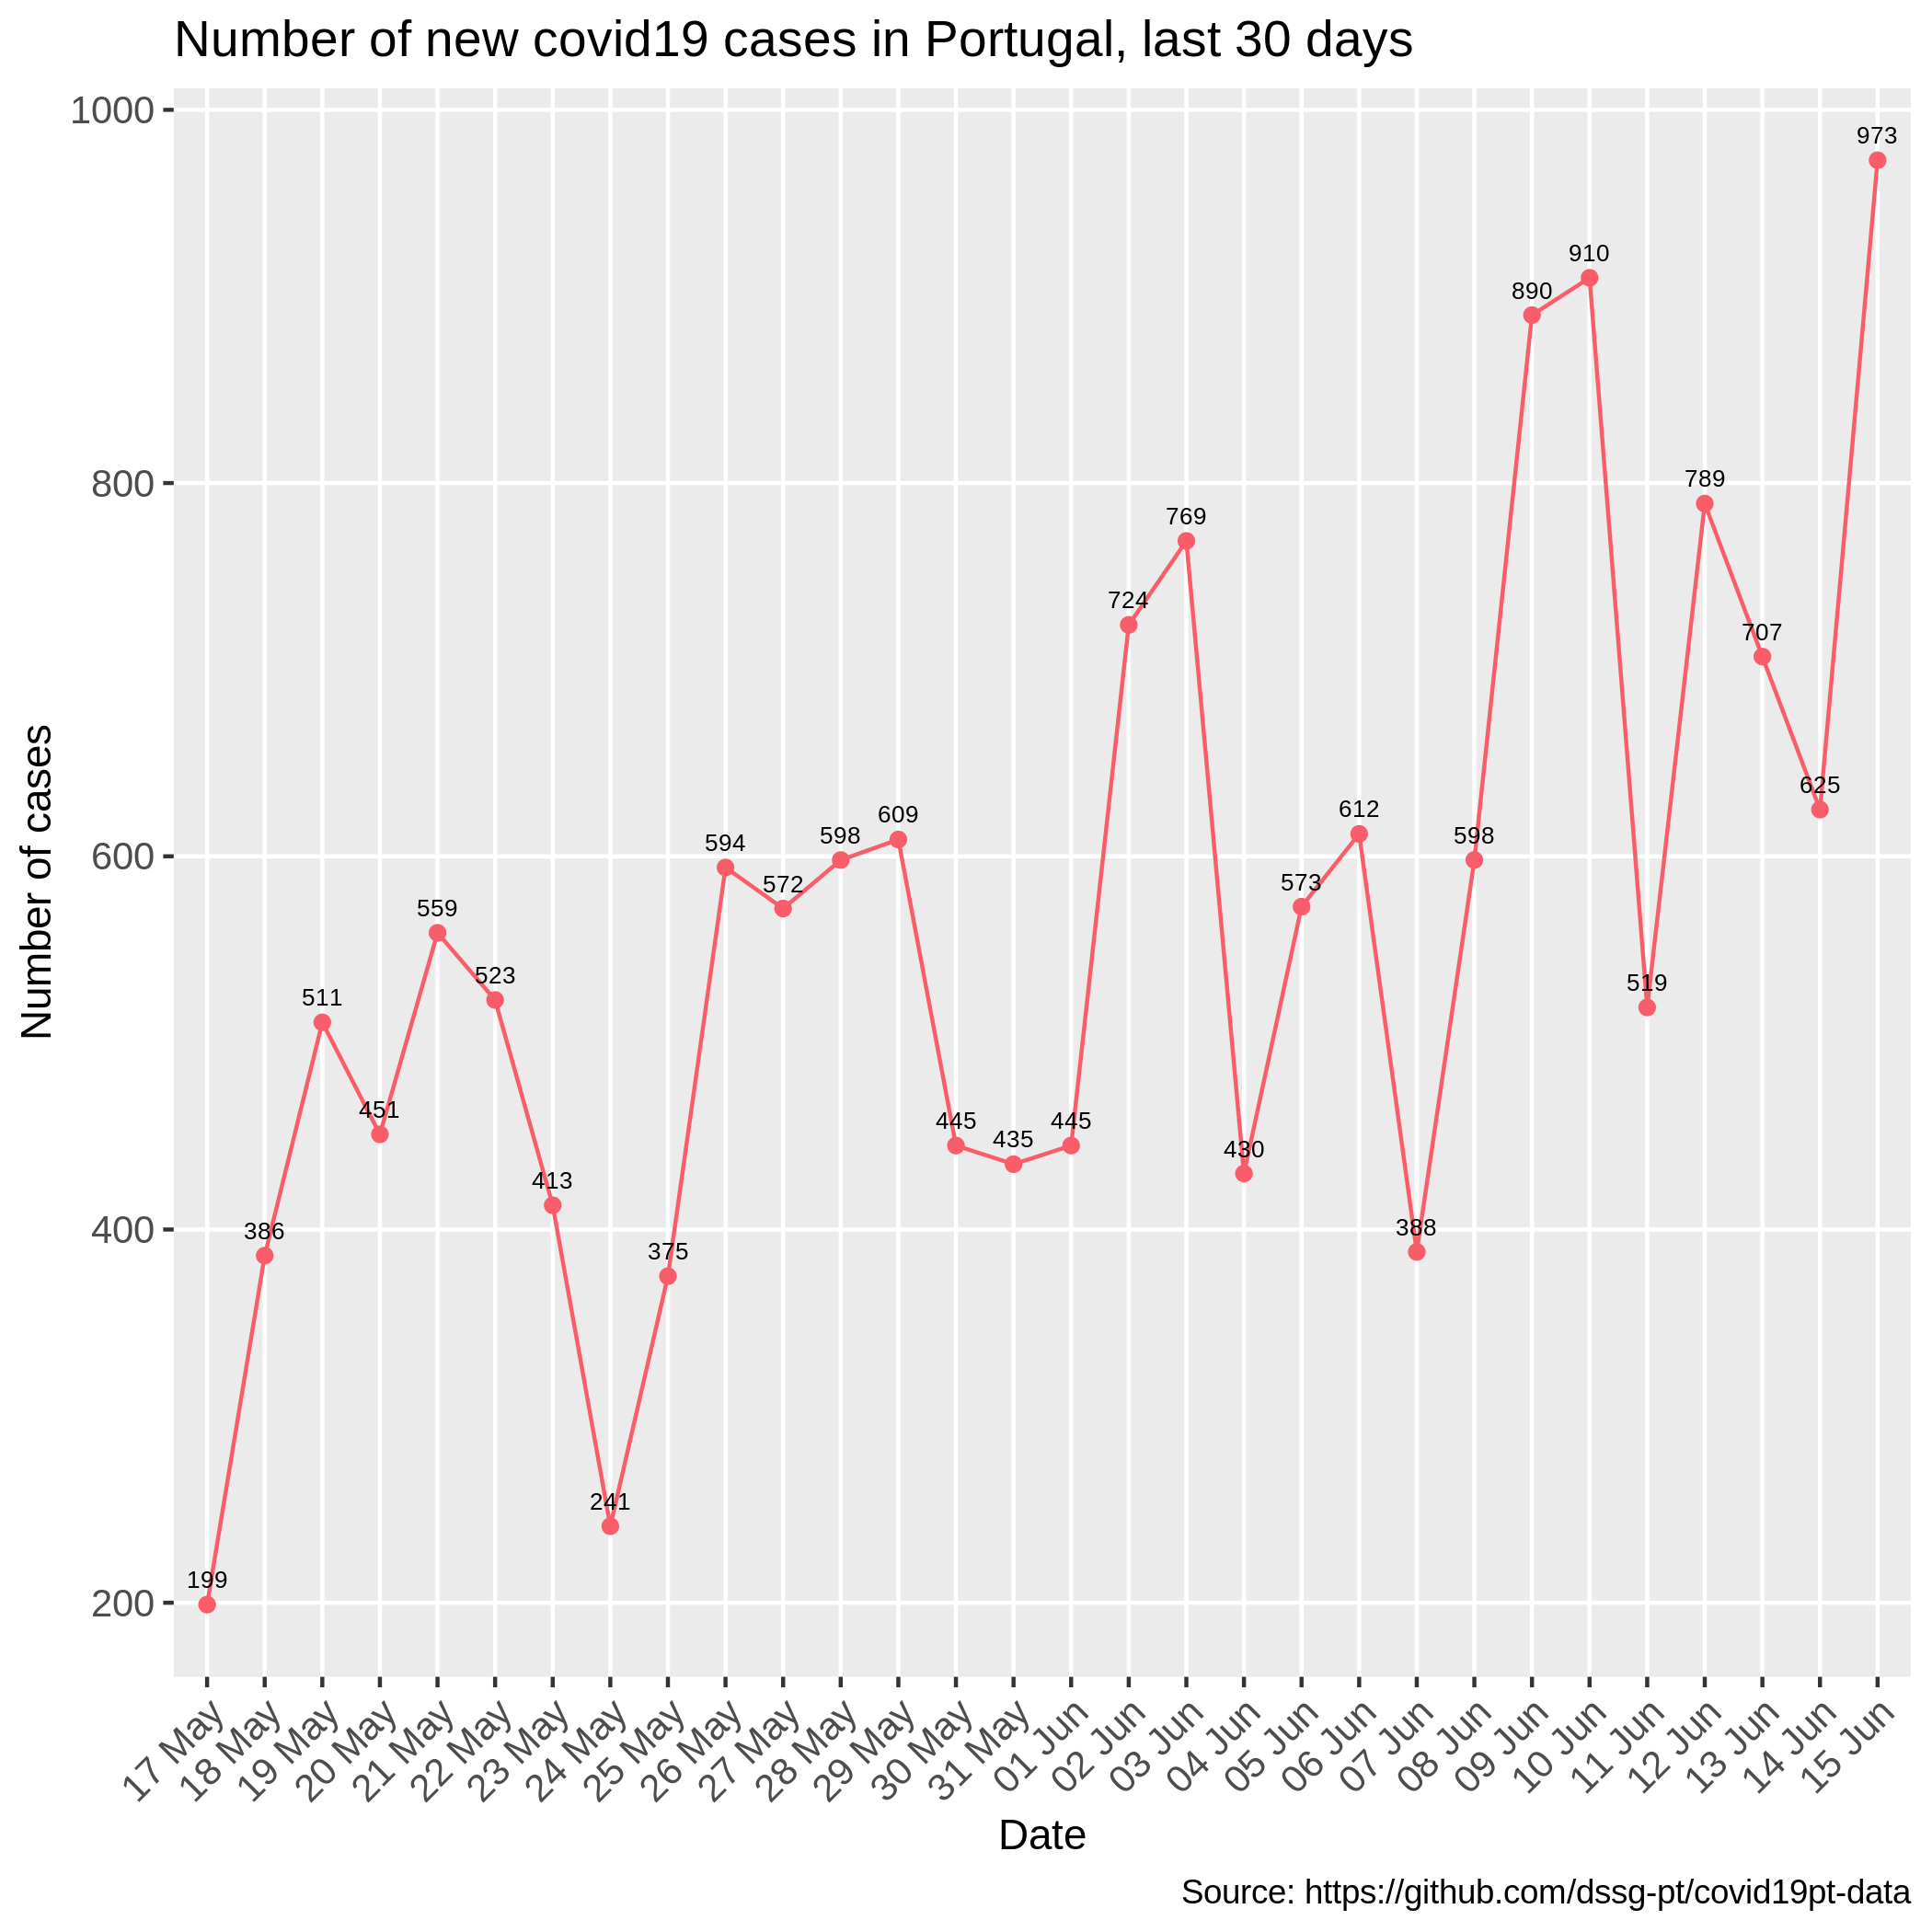 Number of new covid19 cases in Portugal, last 30 days
Number of cases
1000
800
600
400
200
199
386
511
451
559
523
413
241
375
594
572
598
609
445
435
445
724
769
430
573
612
388
598
890
910
519
789
707
625
973
17 May
18 May
19 May
20 May
21 May
22 May
23 May
24 May
25 May
26 May
27 May
28 May
29 May
30 May
31 May
01 Jun
02 Jun
03 Jun
04 Jun
05 Jun
06 Jun
07 Jun
08 Jun
09 Jun
10 Jun
11 Jun
12 Jun
13 Jun
14 Jun
15 Jun
Date
Source: https://github.com/dssg-pt/covid19pt-data